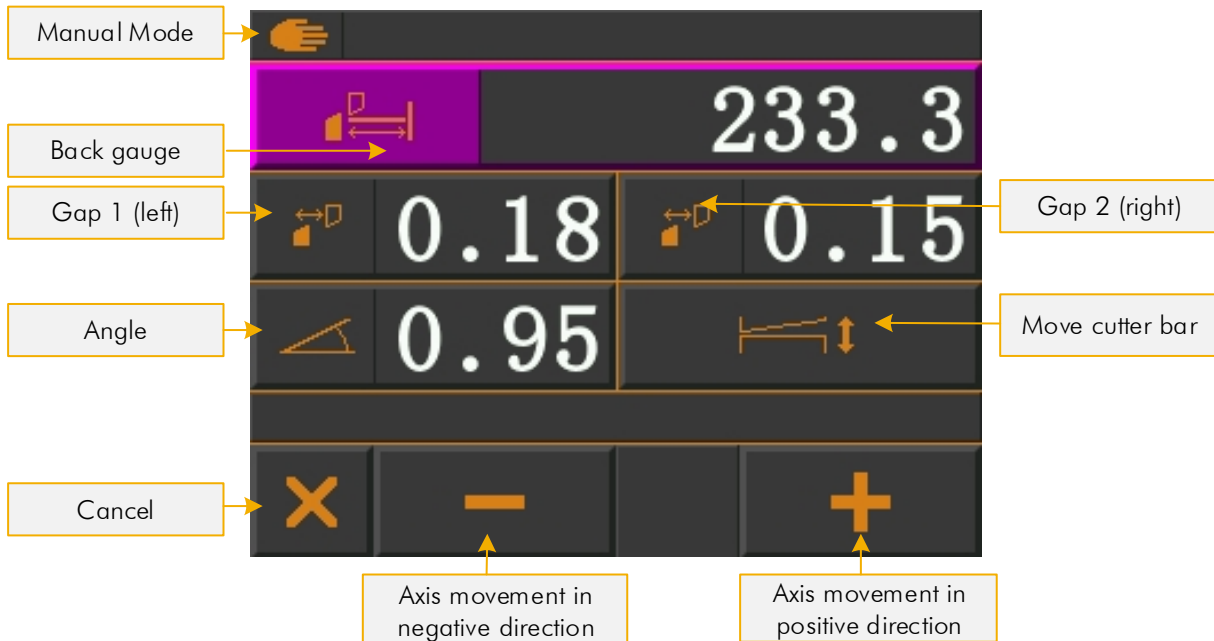 Manual Mode
233.3
Back gauge
Gap 1 (left)
0.18
0.15
Gap 2 (right)
Angle
0.95
Move cutter bar
Cancel
Axis movement in
negative direction
Axis movement in
positive direction